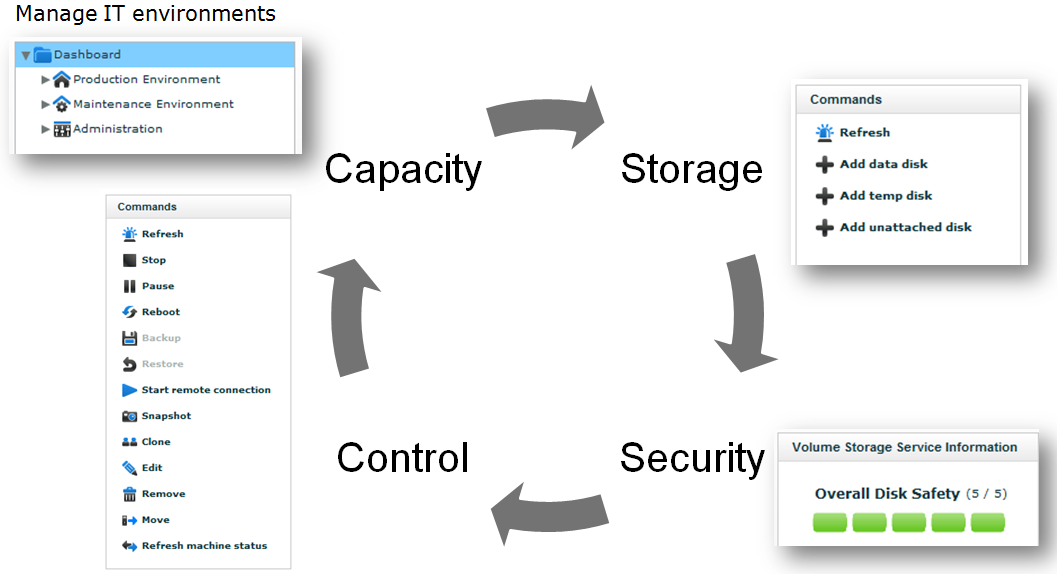 Manage IT environments
Dashboard
Production Environment
Maintenance Environment
Administration
Capacity
Storage
Commands
Refresh
Add data disk
Add temp disk
Add unattached disk
Commands
Refresh
Stop
Pause
Reboot
Backup
Restore
Start remote connection
Snapshot
Clone
Edit
Remove
Move
Refresh machine status
Control
Security
Volume Storage Service Information
Overall Disk Safety (5 / 5)